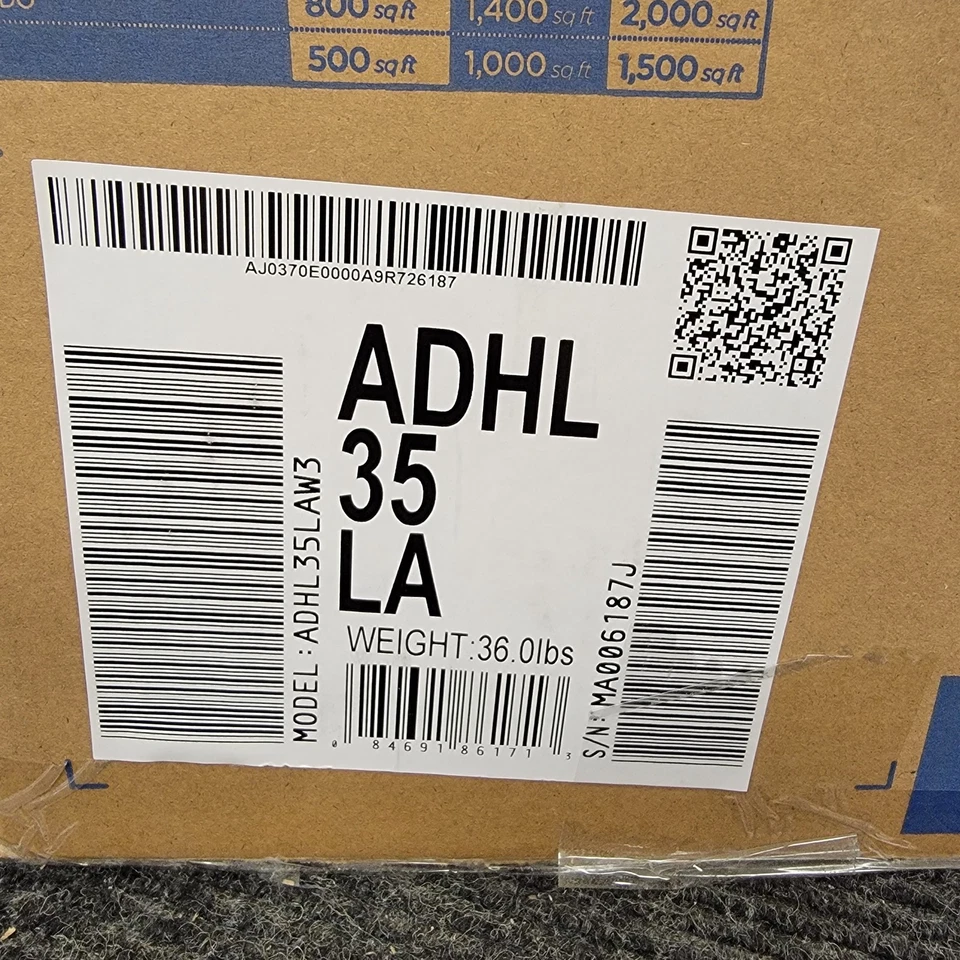 800 sq ft 1,400 sq ft 2,000 sq ft
500 sq ft 1,000 sq ft 1,500 sq ft
AJ0370E0000A9R726187
ADHL
35
LA
WEIGHT:36.0lbs
MODEL:ADHL35LAW3
S/N:MA006187J
0 84691 86171 3